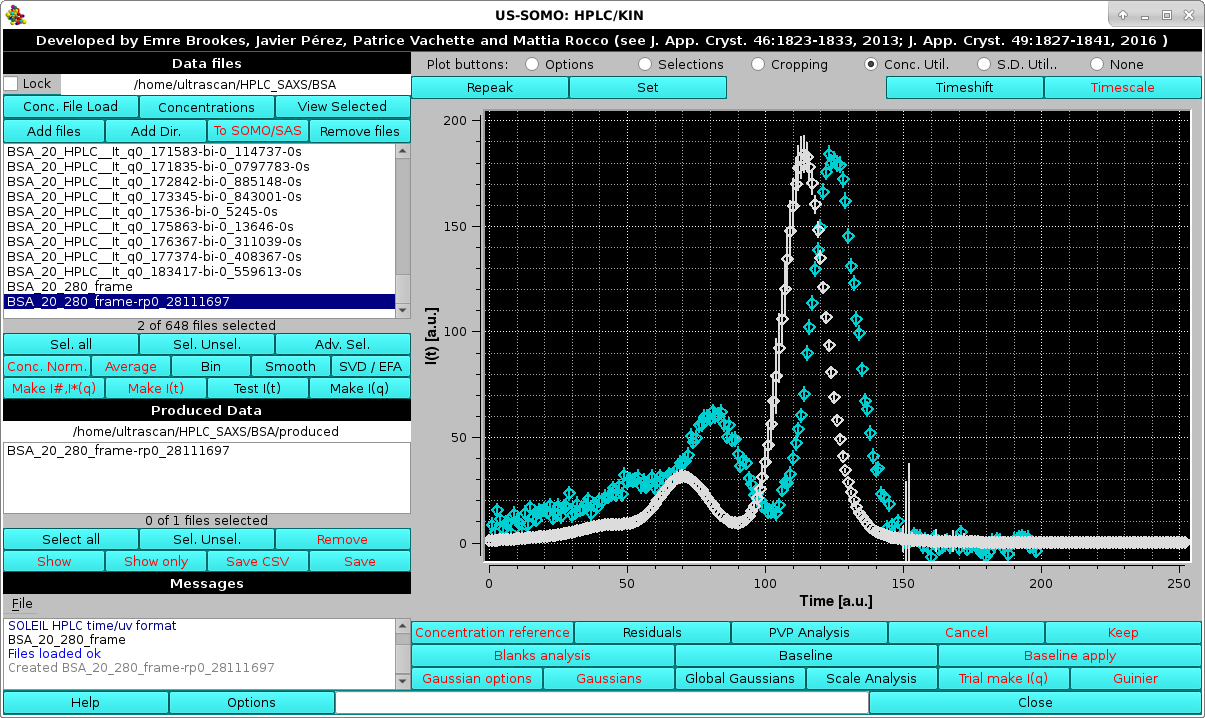 US-SOMO: HPLC/KIN
Developed by Emre Brookes, Javier Pérez, Patrice Vachette and Mattia Rocco (see J. App. Cryst. 46:1823-1833, 2013; J. App. Cryst. 49:1827-1841, 2016 )
Data files
Lock /home/ultrascan/HPLC_SAXS/BSA
Conc. File Load Concentrations View Selected
Add files Add Dir. To SOMO/SAS Remove files
BSA_20_HPLC__It_q0_171583-bi-0_114737-0s
BSA_20_HPLC__It_q0_171835-bi-0_0797783-0s
BSA_20_HPLC__It_q0_172842-bi-0_885148-0s
BSA_20_HPLC__It_q0_173345-bi-0_843001-0s
BSA_20_HPLC__It_q0_17536-bi-0_5245-0s
BSA_20_HPLC__It_q0_175863-bi-0_13646-0s
BSA_20_HPLC__It_q0_176367-bi-0_311039-0s
BSA_20_HPLC__It_q0_177374-bi-0_408367-0s
BSA_20_HPLC__It_q0_183417-bi-0_559613-0s
BSA_20_280_frame
BSA_20_280_frame-rp0_28111697
2 of 648 files selected
Sel. all Sel. Unsel. Adv. Sel.
Conc. Norm. Average Bin Smooth SVD / EFA
Make I#,I*(q) Make I(t) Test I(t) Make I(q)
Produced Data
/home/ultrascan/HPLC_SAXS/BSA/produced
BSA_20_280_frame-rp0_28111697
0 of 1 files selected
Select all Sel. Unsel. Remove
Show Show only Save CSV Save
Messages
File
SOLEIL HPLC time/uv format
BSA_20_280_frame
Files loaded ok
Created BSA_20_280_frame-rp0_28111697
Plot buttons: Options Selections Cropping Conc. Util. S.D. Util.. None
Repeak Set Timeshift Timescale
200
150
100
50
0
I(t) [a.u.]
0 50 100 150 200 250
Time [a.u.]
Concentration reference Residuals PVP Analysis Cancel Keep
Blanks analysis Baseline Baseline apply
Gaussian options Gaussians Global Gaussians Scale Analysis Trial make I(q) Guinier
Help Options Close